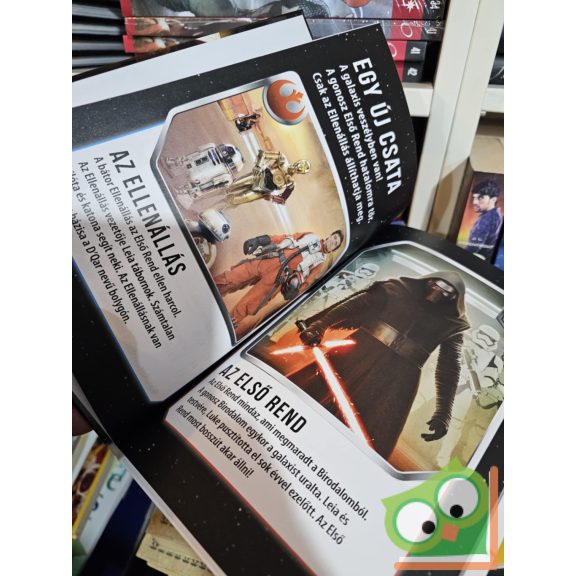 EGY ÚJ CSATA
A galaxis veszélyben van!
A gonosz Első Rend uralomra tör.
Csak az Ellenállás állíthatja meg.
AZ ELLENÁLLÁS
A bátor Ellenállás az Első Rend ellen harcol.
Az Ellenállás vezetője Leia tábornok. Számtalan
és katona segít neki. Az Ellenállásnak van
bázisa a D'Qar nevű bolygón.
AZ ELSŐ REND
Az Első Rend mindaz, ami megmaradt a Birodalomból.
A gonosz Birodalom egykor a galaxist uralta. Leia és
testvére, Luke pusztította el sok évvel ezelőtt. Az Első
Rend most bosszút akar állni!
41
42